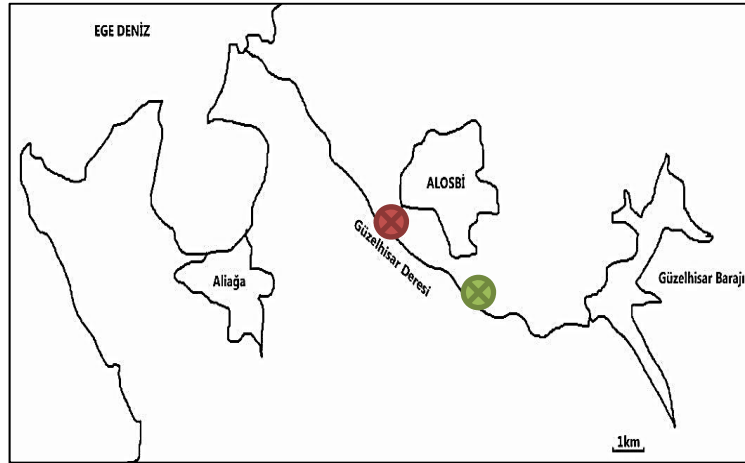 EGE DENİZ
ALOSBİ
Güzelhisar Deresi
Aliağa
Güzelhisar Barajı
1km